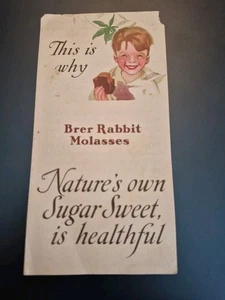 This is
why
Brer Rabbit
Molasses
Nature's own
Sugar Sweet,
is healthful